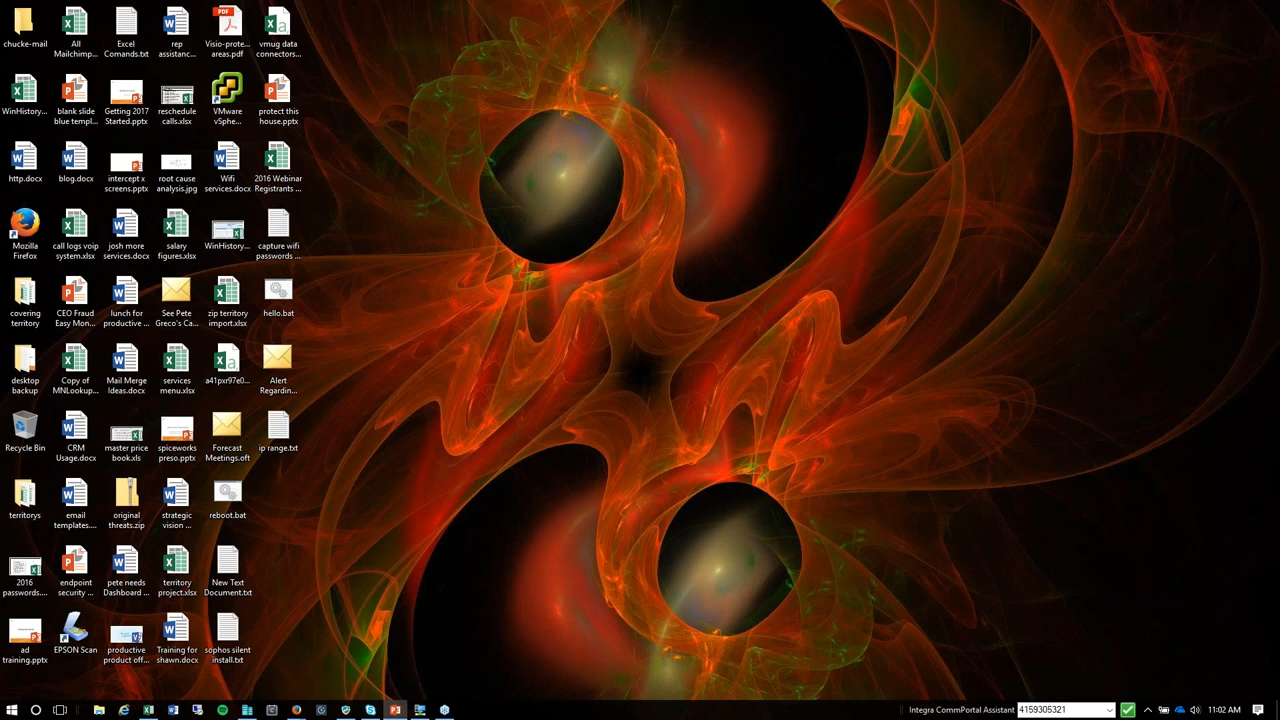 chucke-mail
All
Mailchimp...
Excel
Comands.txt
rep
assistanc...
PDF
Visio-prote...
areas.pdf
vmug data
connectors...
WinHistory...
blank slide
blue templ...
Getting 2017
Started.pptx
reschedule
calls.xlsx
VMware
vSphe...
protect this
house.pptx
http.docx
blog.docx
intercept x
screens.pptx
root cause
analysis.jpg
Wifi
services.docx
2016 Webinar
Registrants ...
Mozilla
Firefox
call logs voip
system.xlsx
josh more
services.docx
salary
figures.xlsx
WinHistory...
capture wifi
passwords ...
covering
territory
CEO Fraud
Easy Mon...
lunch for
productive ...
See Pete
Greco's Ca...
zip territory
import.xlsx
hello.bat
desktop
backup
Copy of
MNLookup...
Mail Merge
Ideas.docx
services
menu.xlsx
a41pxr97e0...
Alert
Regardin...
Recycle Bin
CRM
Usage.docx
master price
book.xls
spiceworks
preso.pptx
Forecast
Meetings.oft
ip range.txt
territorys
email
templates....
original
threats.zip
strategic
vision ...
reboot.bat
2016
passwords....
endpoint
security ...
pete needs
Dashboard ...
territory
project.xlsx
New Text
Document.txt
ad
training.pptx
EPSON Scan
productive
product off...
Training for
shawn.docx
sophos silent
install.txt
Integra CommPortal Assistant
4159305321
11:02 AM